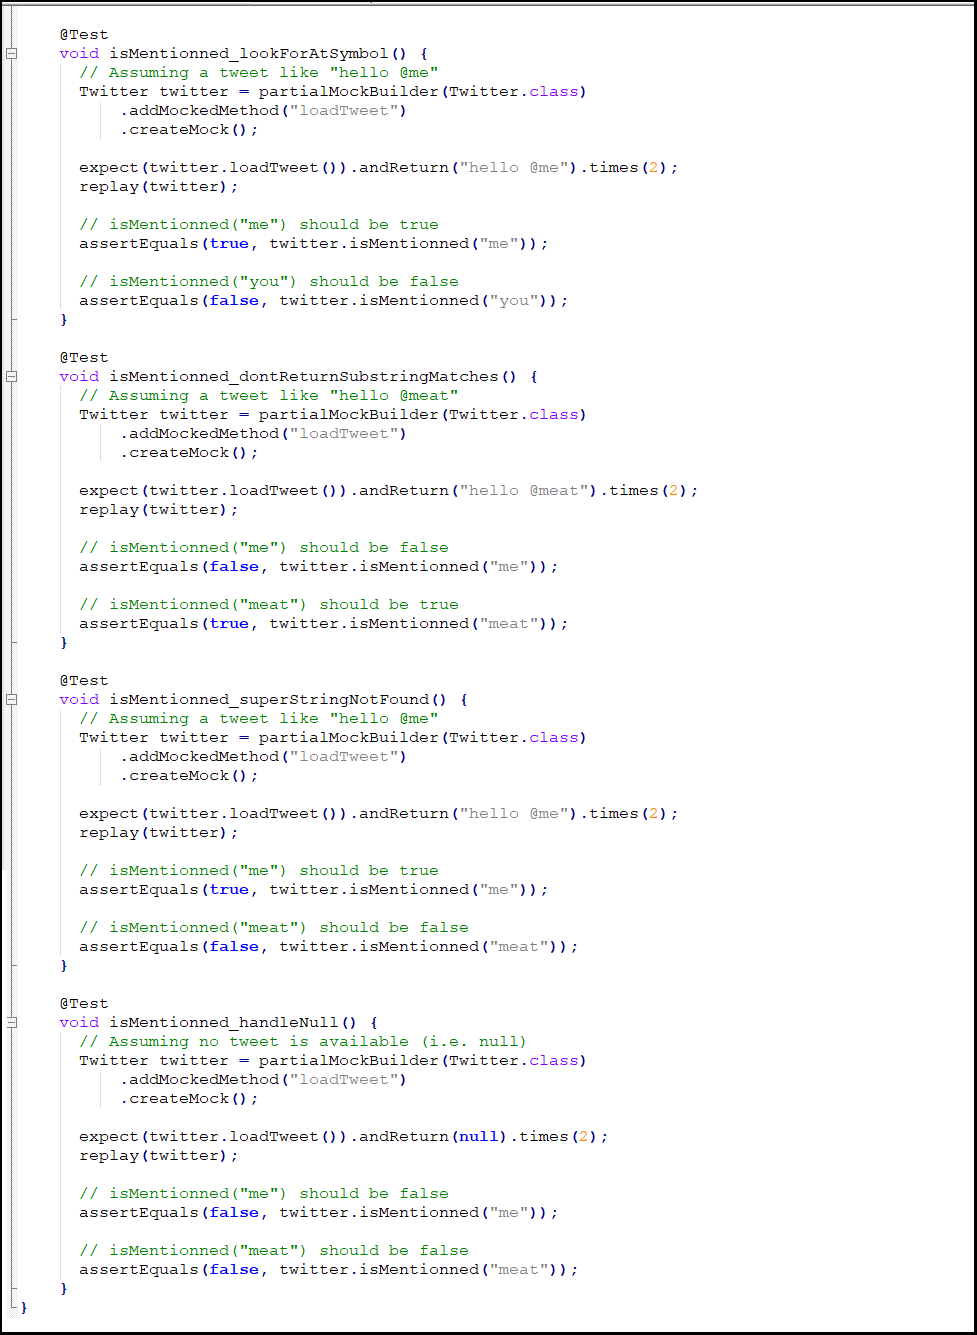 @Test
void isMentionned_lookForAtSymbol() {
// Assuming a tweet like "hello @me"
Twitter twitter = partialMockBuilder(Twitter.class)
.addMockedMethod("loadTweet")
.createMock();
expect(twitter.loadTweet()).andReturn("hello @me").times(2);
replay(twitter);
// isMentionned("me") should be true
assertEquals(true, twitter.isMentionned("me"));
// isMentionned("you") should be false
assertEquals(false, twitter.isMentionned("you"));
}
@Test
void isMentionned_dontReturnSubstringMatches() {
// Assuming a tweet like "hello @meat"
Twitter twitter = partialMockBuilder(Twitter.class)
.addMockedMethod("loadTweet")
.createMock();
expect(twitter.loadTweet()).andReturn("hello @meat").times(2);
replay(twitter);
// isMentionned("me") should be false
assertEquals(false, twitter.isMentionned("me"));
// isMentionned("meat") should be true
assertEquals(true, twitter.isMentionned("meat"));
}
@Test
void isMentionned_superStringNotFound() {
// Assuming a tweet like "hello @me"
Twitter twitter = partialMockBuilder(Twitter.class)
.addMockedMethod("loadTweet")
.createMock();
expect(twitter.loadTweet()).andReturn("hello @me").times(2);
replay(twitter);
// isMentionned("me") should be true
assertEquals(true, twitter.isMentionned("me"));
// isMentionned("meat") should be false
assertEquals(false, twitter.isMentionned("meat"));
}
@Test
void isMentionned_handleNull() {
// Assuming no tweet is available (i.e. null)
Twitter twitter = partialMockBuilder(Twitter.class)
.addMockedMethod("loadTweet")
.createMock();
expect(twitter.loadTweet()).andReturn(null).times(2);
replay(twitter);
// isMentionned("me") should be false
assertEquals(false, twitter.isMentionned("me"));
// isMentionned("meat") should be false
assertEquals(false, twitter.isMentionned("meat"));
}
}